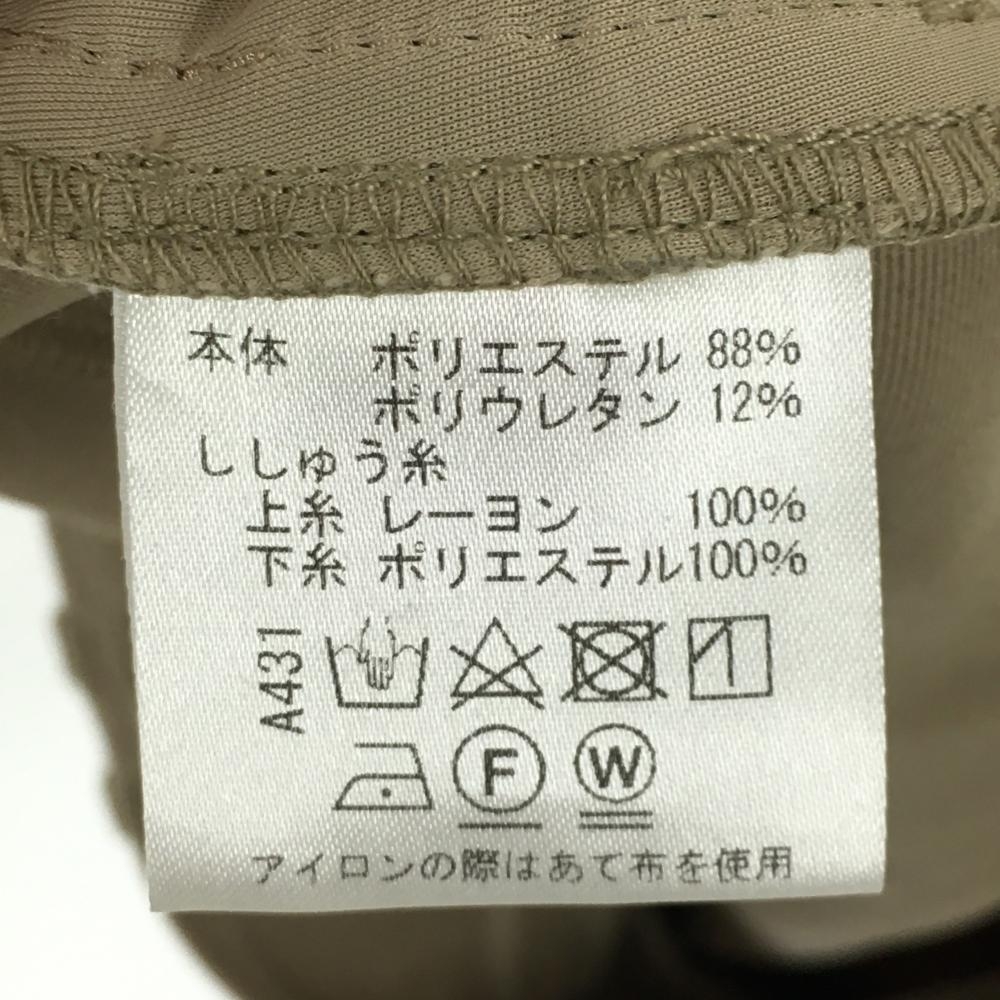 本体 ポリエステル 88%
ポリウレタン 12%
ししゅう糸
上糸 レーヨン 100%
下糸 ポリエステル100%
A431
F W
アイロンの際はあて布を使用